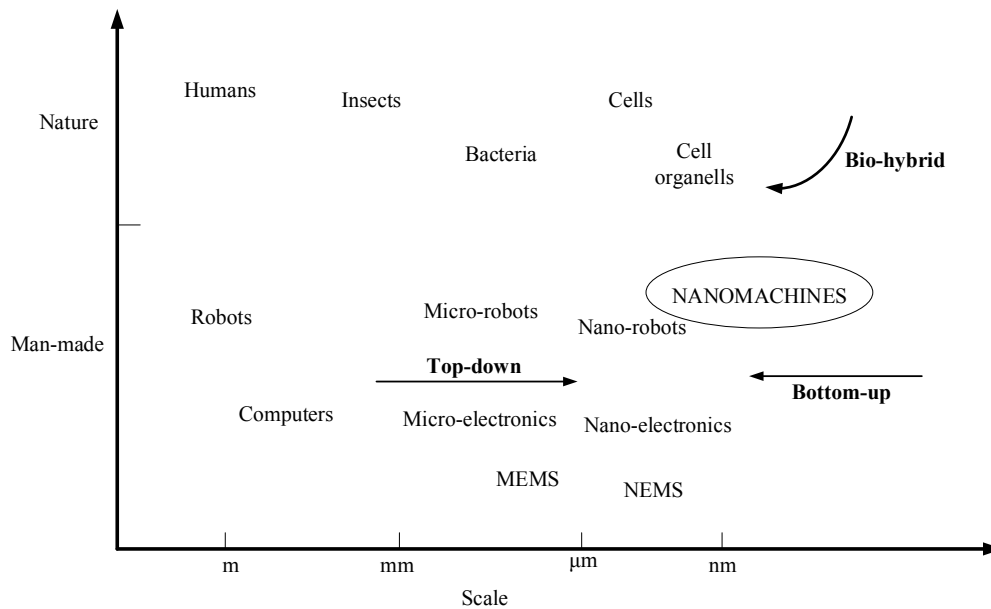 Humans
Insects
Cells
Nature
Bacteria
Cell
organells
Bio-hybrid
NANOMACHINES
Robots
Micro-robots
Nano-robots
Man-made
Top-down
Bottom-up
Computers
Micro-electronics
Nano-electronics
MEMS
NEMS
m
mm
μm
nm
Scale